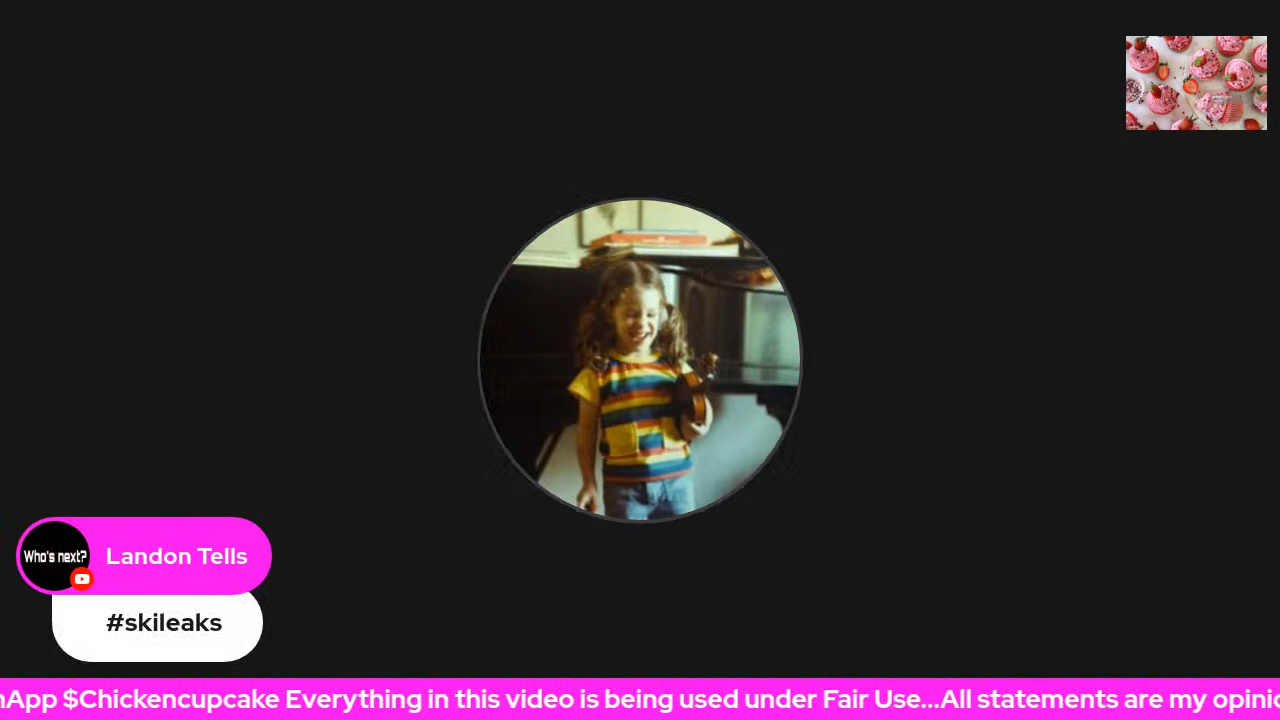 Who's next?
Landon Tells
#skileaks
App $Chickencupcake Everything in this video is being used under Fair Use...All statements are my